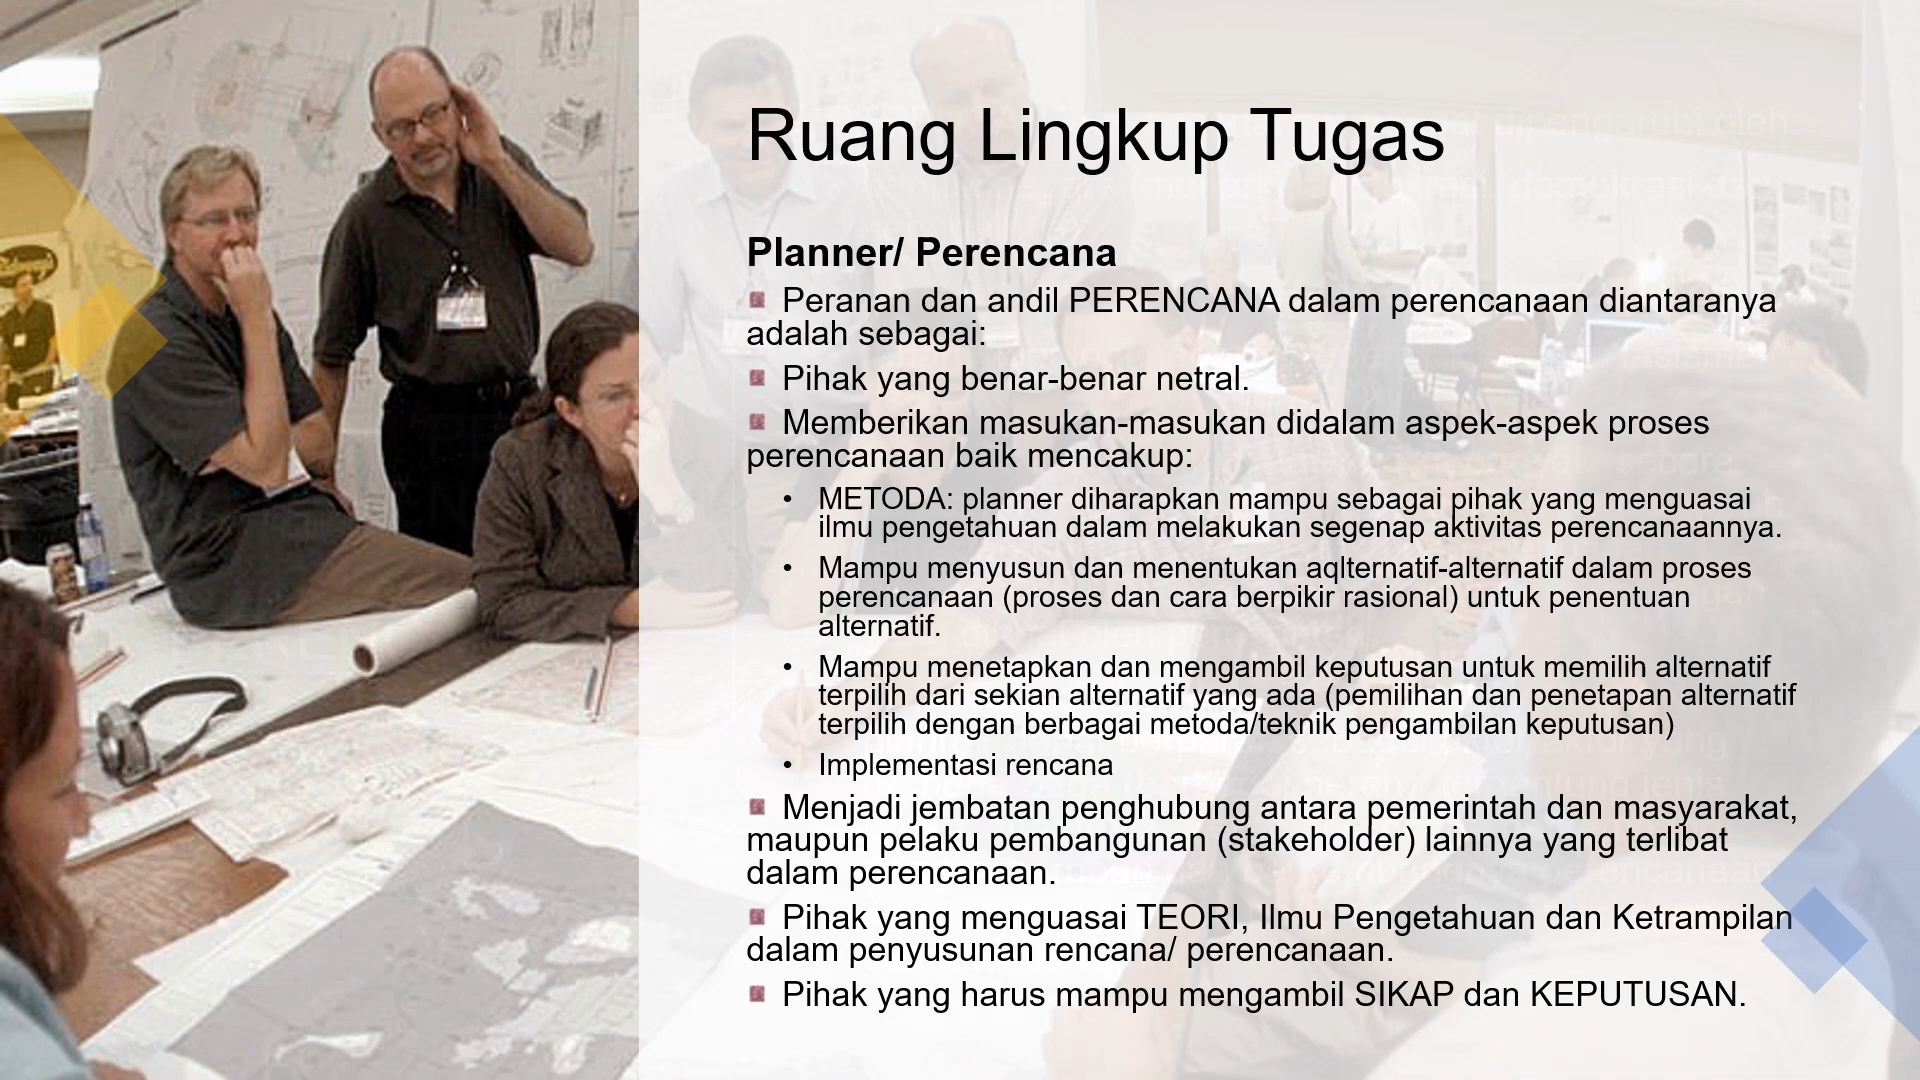 Ruang Lingkup Tugas
Planner/ Perencana
Peranan dan andil PERENCANA dalam perencanaan diantaranya
adalah sebagai:
Pihak yang benar-benar netral.
Memberikan masukan-masukan didalam aspek-aspek proses
perencanaan baik mencakup:
• METODA: planner diharapkan mampu sebagai pihak yang menguasai
ilmu pengetahuan dalam melakukan segenap aktivitas perencanaannya.
• Mampu menyusun dan menentukan aqlternatif-alternatif dalam proses
perencanaan (proses dan cara berpikir rasional) untuk penentuan
alternatif.
• Mampu menetapkan dan mengambil keputusan untuk memilih alternatif
terpilih dari sekian alternatif yang ada (pemilihan dan penetapan alternatif
terpilih dengan berbagai metoda/teknik pengambilan keputusan)
• Implementasi rencana
Menjadi jembatan penghubung antara pemerintah dan masyarakat,
maupun pelaku pembangunan (stakeholder) lainnya yang terlibat
dalam perencanaan.
Pihak yang menguasai TEORI, Ilmu Pengetahuan dan Ketrampilan
dalam penyusunan rencana/ perencanaan.
Pihak yang harus mampu mengambil SIKAP dan KEPUTUSAN.